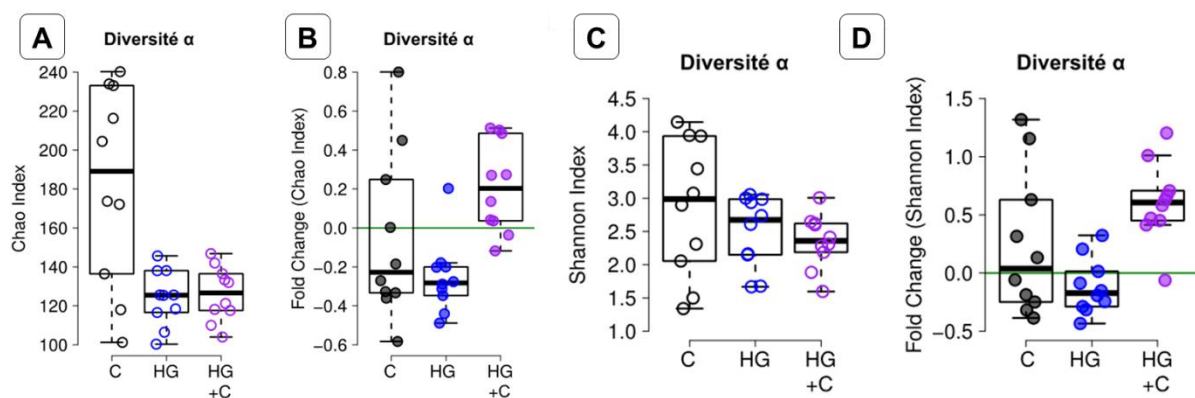 A
Diversité α
Chao Index
240
220
200
180
160
140
120
100
C
HG
HG
+C
B
Diversité α
Fold Change (Chao Index)
0.8
0.6
0.4
0.2
0.0
−0.2
−0.4
−0.6
C
HG
HG
+C
C
Diversité α
Shannon Index
4.5
4.0
3.5
3.0
2.5
2.0
1.5
1.0
C
HG
HG
+C
D
Diversité α
Fold Change (Shannon Index)
1.5
1.0
0.5
0.0
−0.5
C
HG
HG
+C